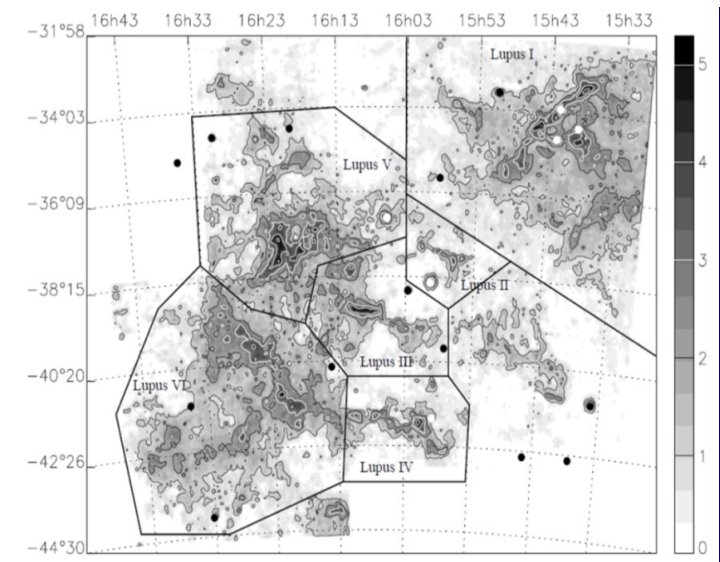 16h43 16h33 16h23 16h13 16h03 15h53 15h43 15h33
−31°58
Lupus I
5
−34°03
Lupus V
4
−36°09
3
−38°15
Lupus II
Lupus III
2
−40°20
Lupus VI
1
−42°26
Lupus IV
−44°30
0